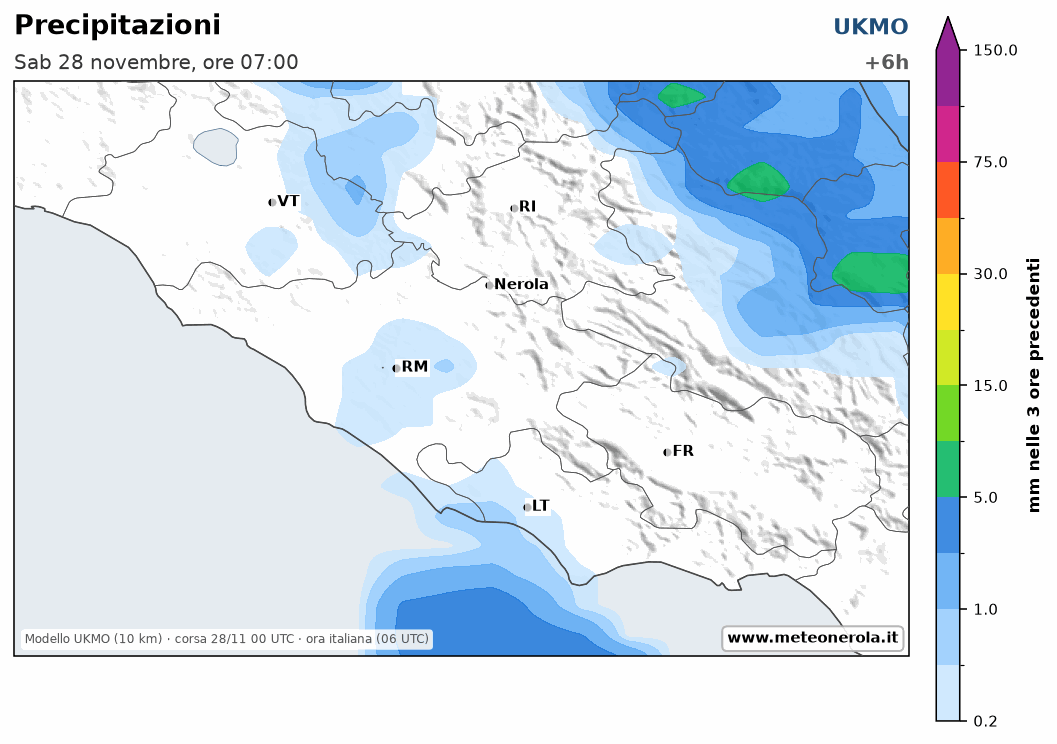 Precipitazioni
UKMO
Sab 28 novembre, ore 07:00
+6h
150.0
75.0
30.0
15.0
5.0
1.0
0.2
mm nelle 3 ore precedenti
VT
RI
Nerola
RM
FR
LT
Modello UKMO (10 km) · corsa 28/11 00 UTC · ora italiana (06 UTC)
www.meteonerola.it